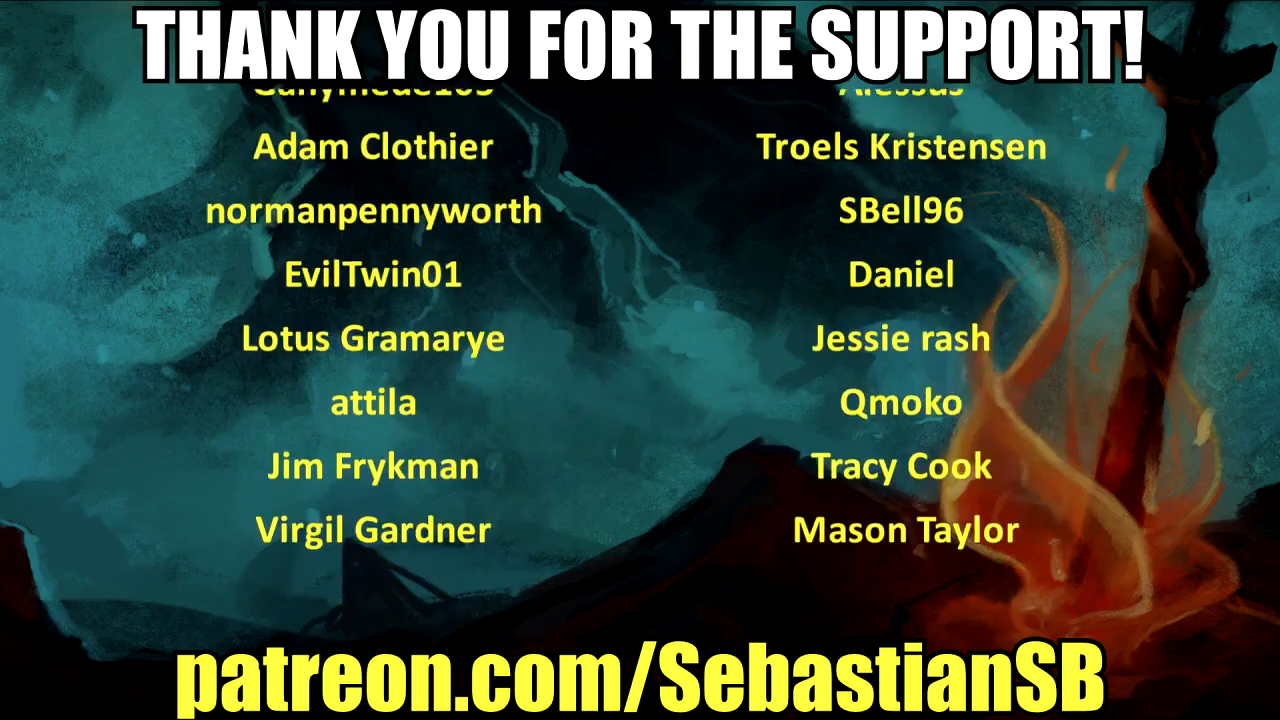 THANK YOU FOR THE SUPPORT!
Adam Clothier
Troels Kristensen
normanpennyworth
SBell96
EvilTwin01
Daniel
Lotus Gramarye
Jessie rash
attila
Qmoko
Jim Frykman
Tracy Cook
Virgil Gardner
Mason Taylor
patreon.com/SebastianSB